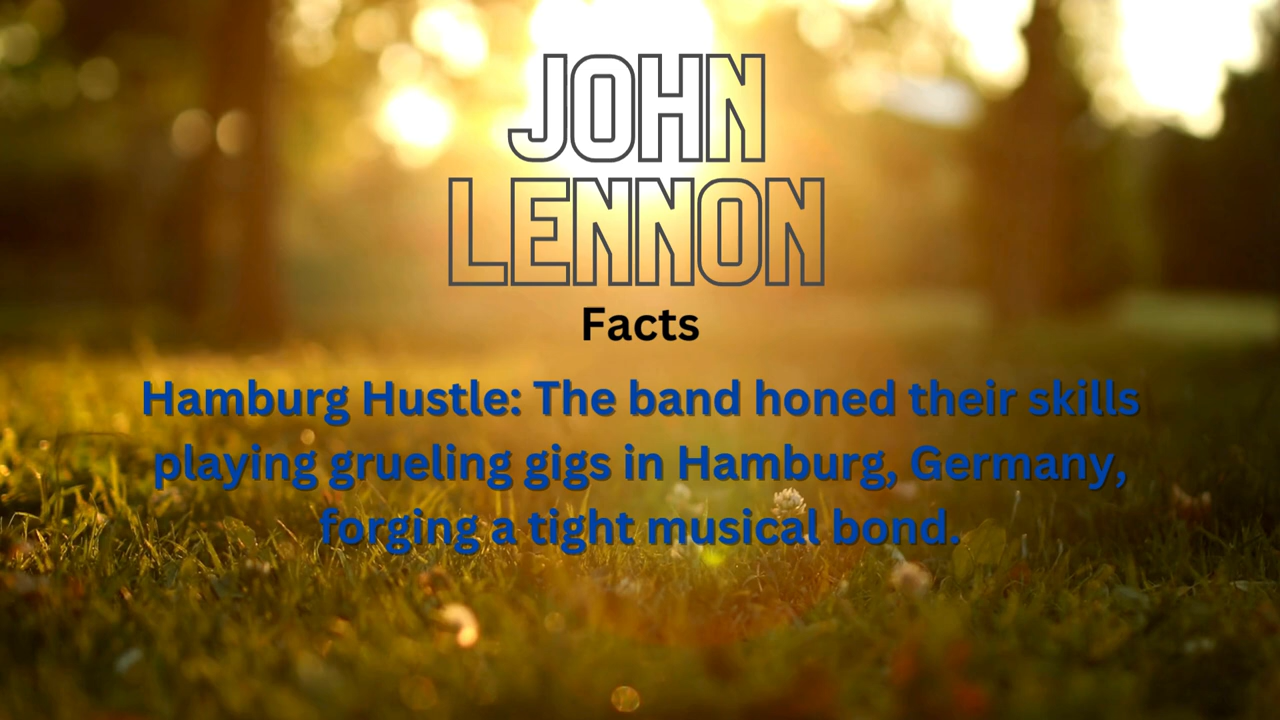 JOHN
LENNON
Facts
Hamburg Hustle: The band honed their skills
playing grueling gigs in Hamburg, Germany,
forging a tight musical bond.